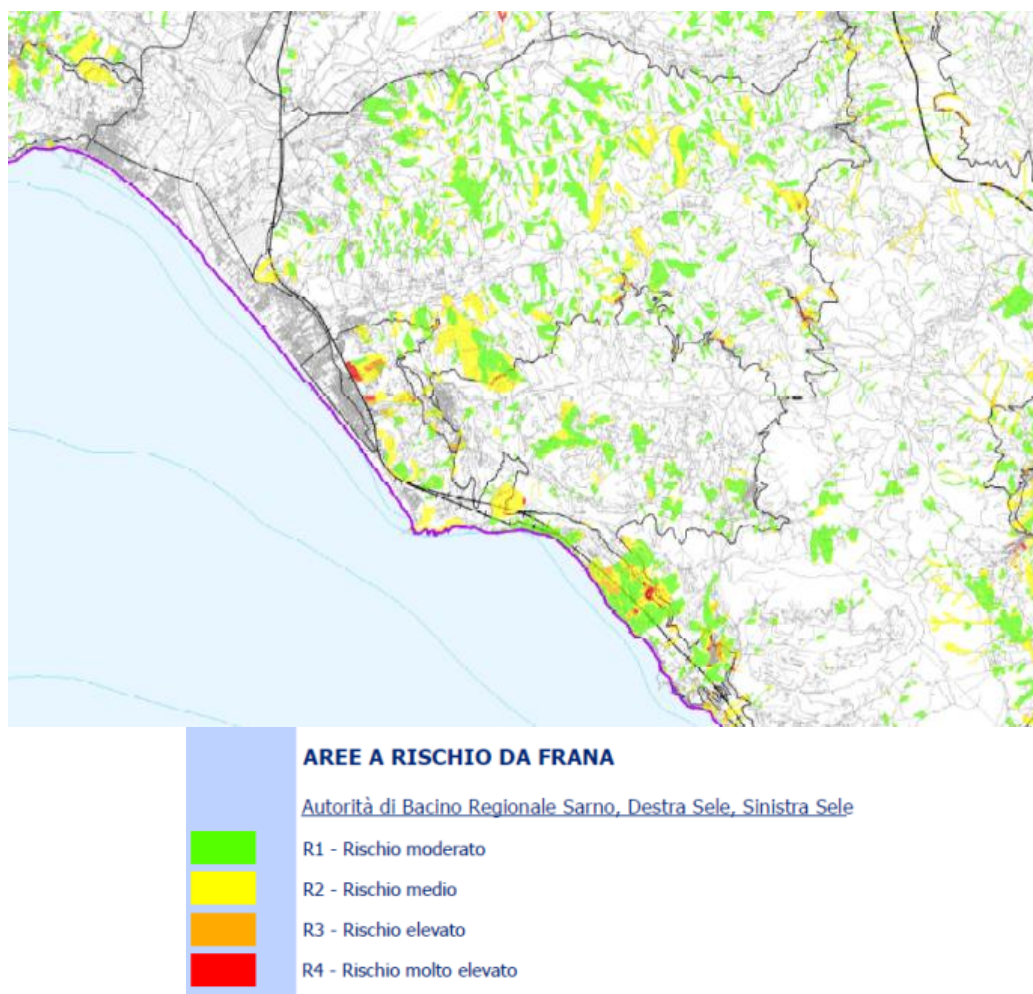 AREE A RISCHIO DA FRANA
Autorità di Bacino Regionale Sarno, Destra Sele, Sinistra Sele
R1 - Rischio moderato
R2 - Rischio medio
R3 - Rischio elevato
R4 - Rischio molto elevato